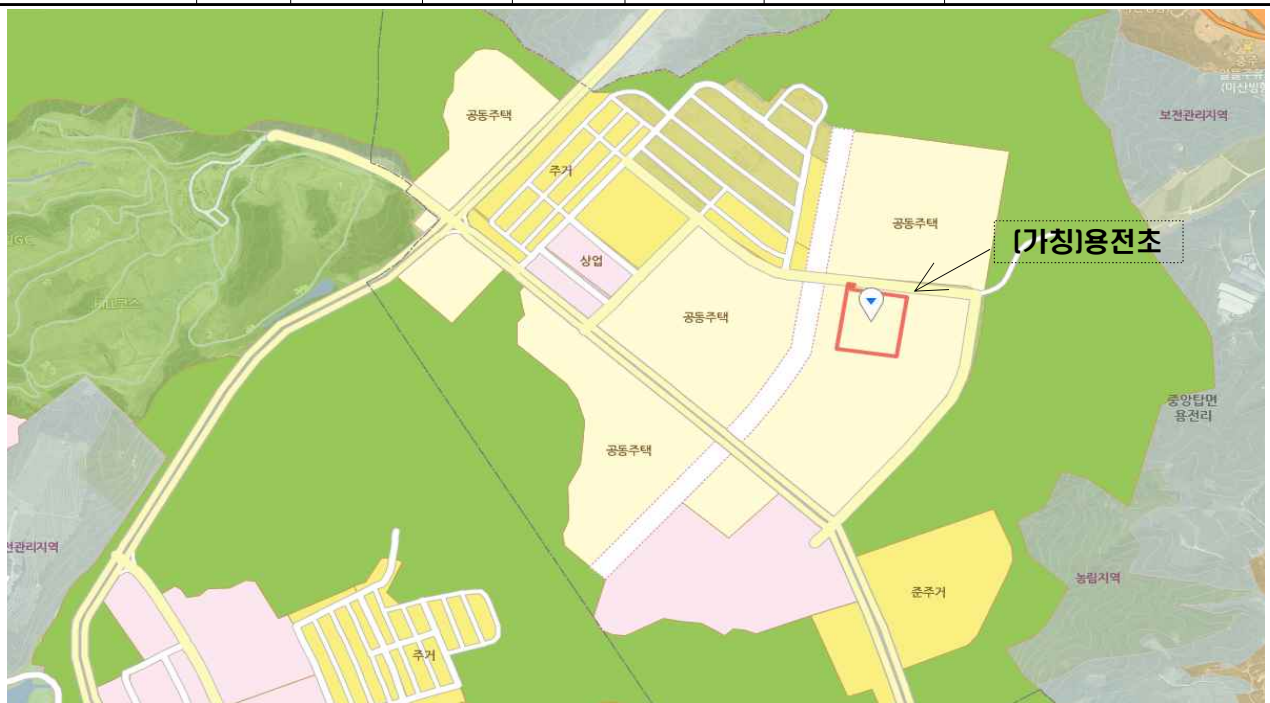 공동주택
보전관리지역
주거
공동주택
[가칭]용전초
상업
공동주택
중앙탑면
용전리
공동주택
전관리지역
농림지역
준주거
주거